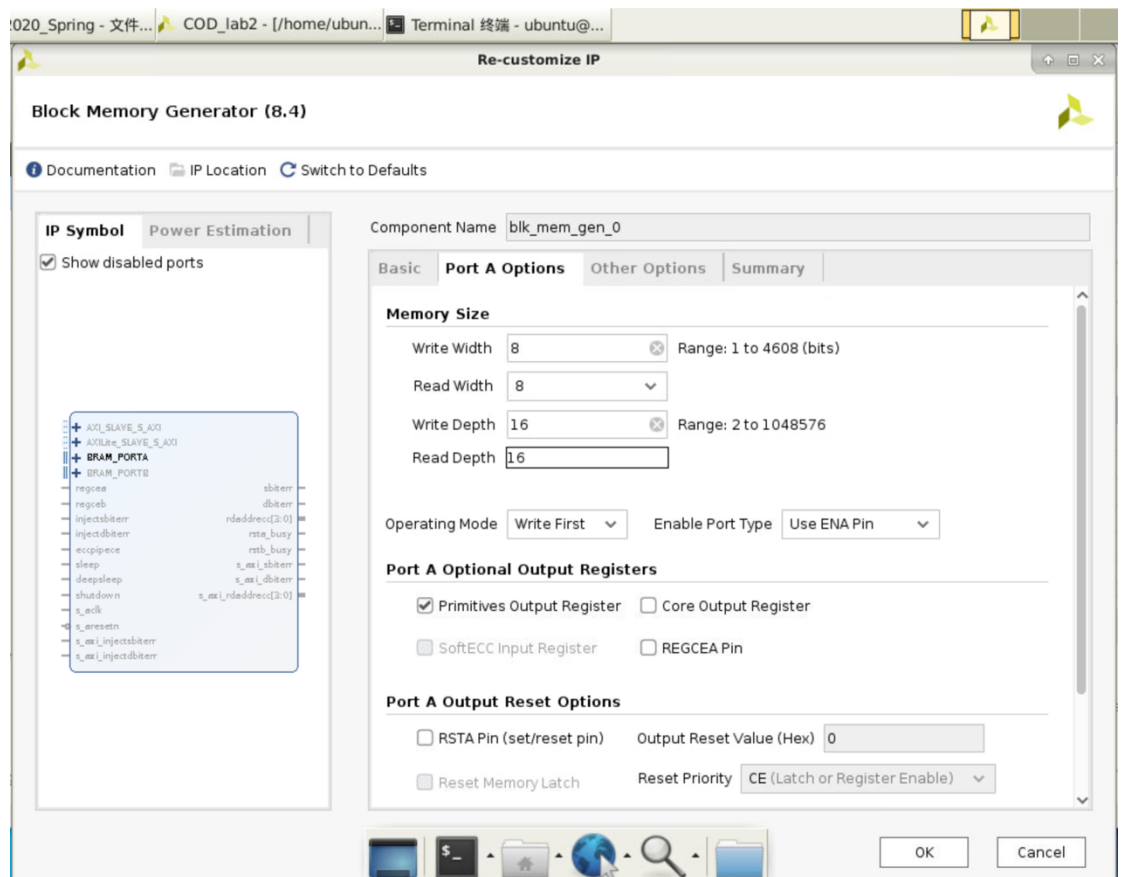 2020_Spring - 文件... COD_lab2 - [/home/ubun... Terminal 终端 - ubuntu@...
Re-customize IP
Block Memory Generator (8.4)
Documentation IP Location Switch to Defaults
IP Symbol Power Estimation
Show disabled ports
AXI_SLAVE_S_AXI
AXILite_SLAVE_S_AXI
BRAM_PORTA
BRAM_PORTB
regcea sbiterr
regceb dbiterr
injectsbiterr rdaddrecc[3:0]
injectdbiterr rsta_busy
eccpipece rstb_busy
sleep s_axi_sbiterr
deepsleep s_axi_dbiterr
shutdown s_axi_rdaddrecc[3:0]
s_aclk
s_aresetn
s_axi_injectsbiterr
s_axi_injectdbiterr
Component Name blk_mem_gen_0
Basic Port A Options Other Options Summary
Memory Size
Write Width 8 Range: 1 to 4608 (bits)
Read Width 8
Write Depth 16 Range: 2 to 1048576
Read Depth 16
Operating Mode Write First Enable Port Type Use ENA Pin
Port A Optional Output Registers
Primitives Output Register Core Output Register
SoftECC Input Register REGCEA Pin
Port A Output Reset Options
RSTA Pin (set/reset pin) Output Reset Value (Hex) 0
Reset Memory Latch Reset Priority CE (Latch or Register Enable)
$_
OK Cancel